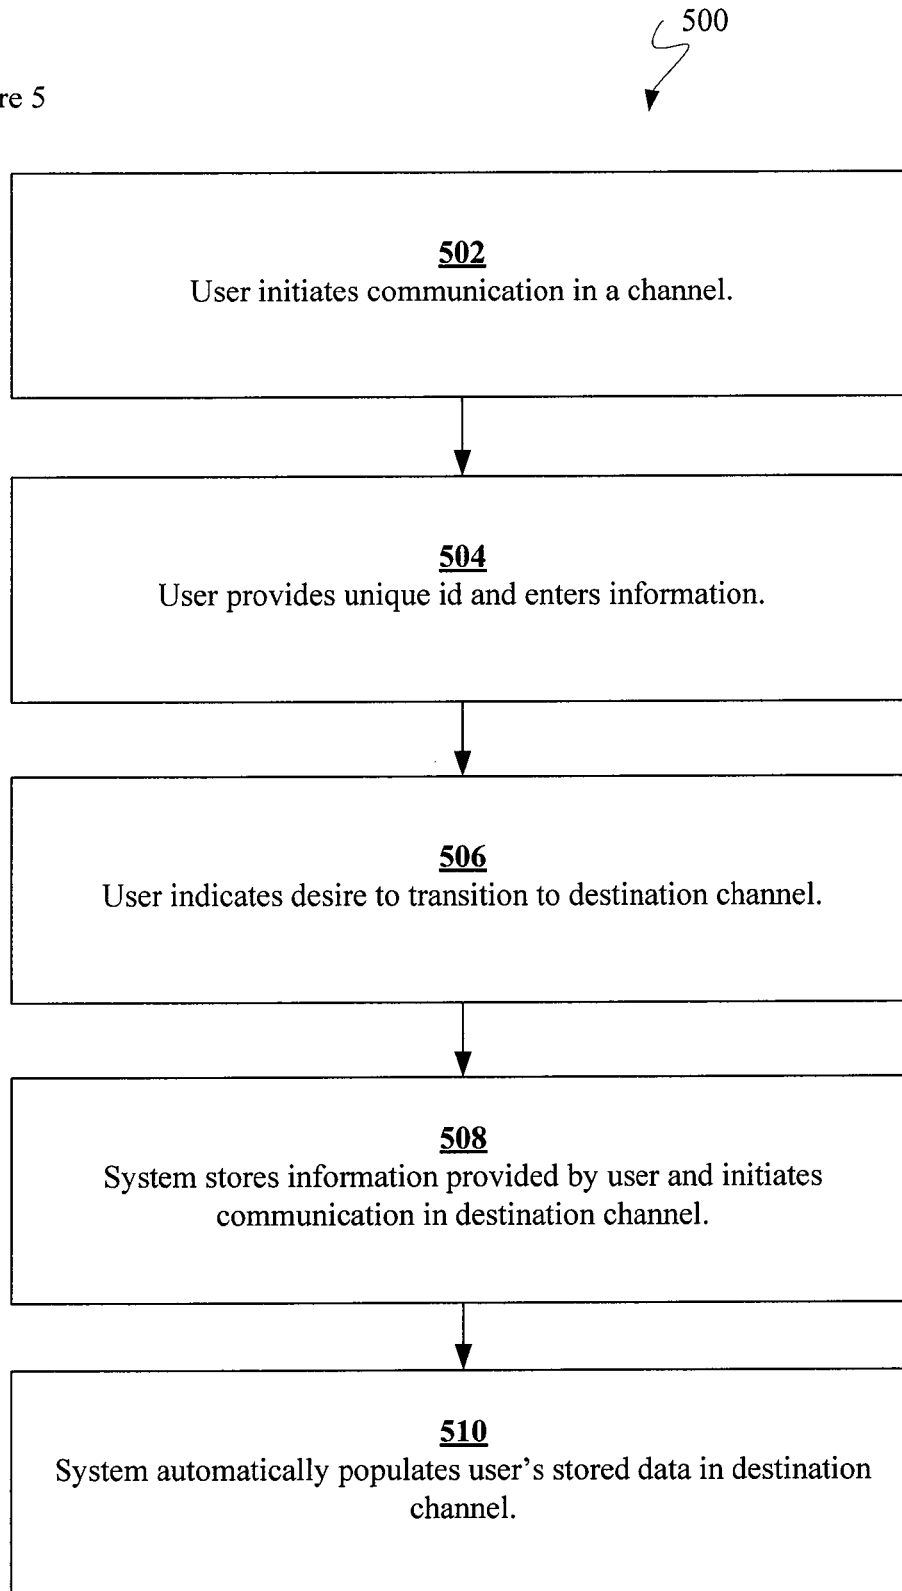 500
re 5
502
User initiates communication in a channel.
504
User provides unique id and enters information.
506
User indicates desire to transition to destination channel.
508
System stores information provided by user and initiates
communication in destination channel.
510
System automatically populates user's stored data in destination
channel.